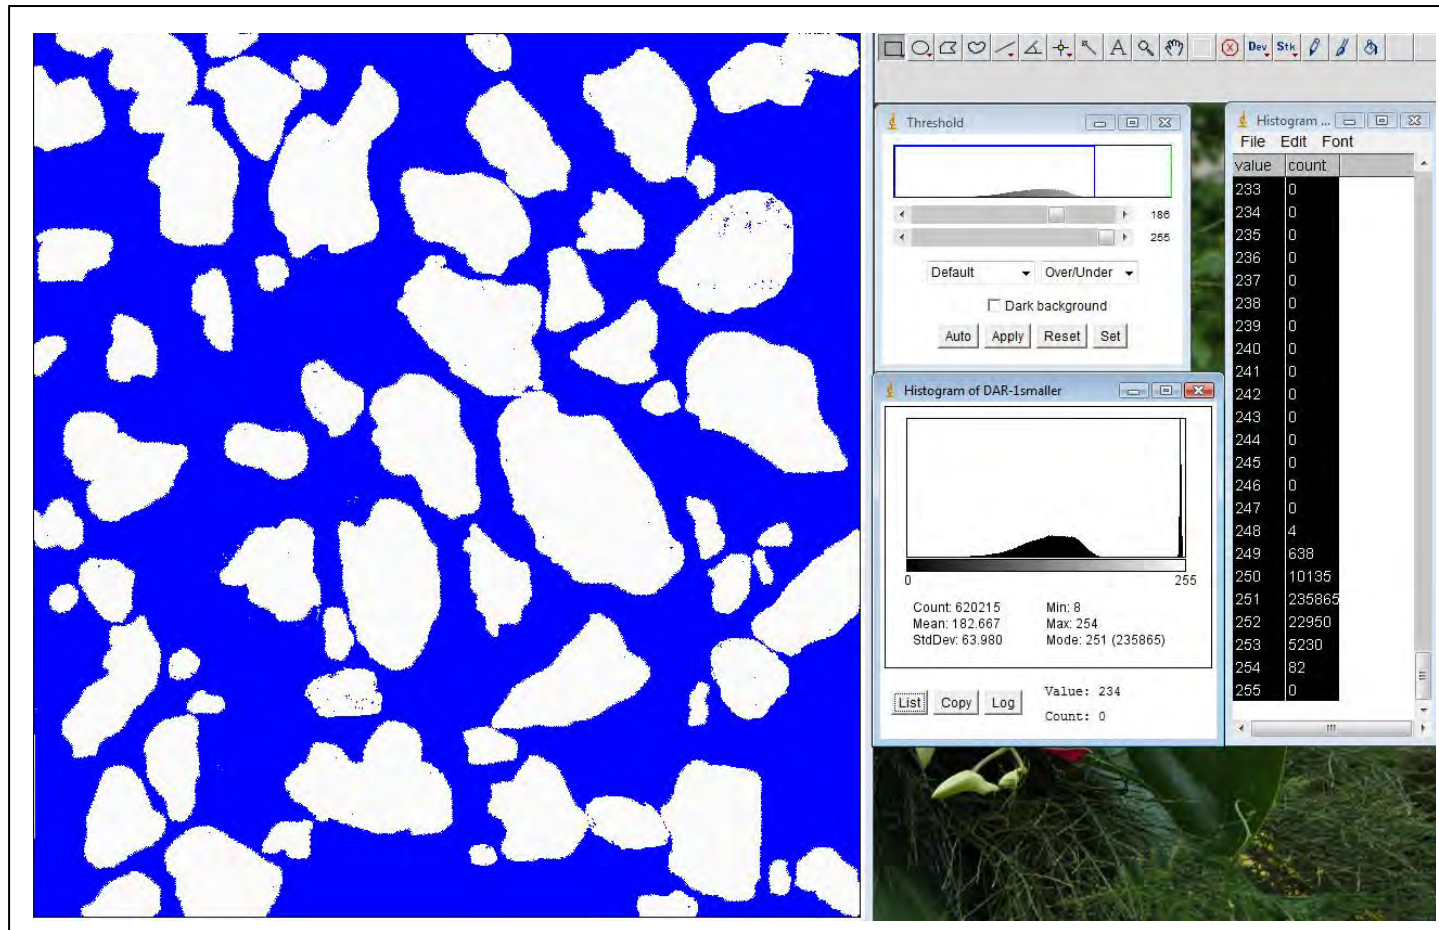 A
Dev
Stk
Threshold
186
255
Default
Over/Under
Dark background
Auto
Apply
Reset
Set
Histogram of DAR-1smaller
0
255
Count: 620215
Min: 8
Mean: 182.667
Max: 254
StdDev: 63.980
Mode: 251 (235865)
List
Copy
Log
Value: 234
Count: 0
Histogram ...
File Edit Font
value count
233 0
234 0
235 0
236 0
237 0
238 0
239 0
240 0
241 0
242 0
243 0
244 0
245 0
246 0
247 0
248 4
249 638
250 10135
251 235865
252 22950
253 5230
254 82
255 0